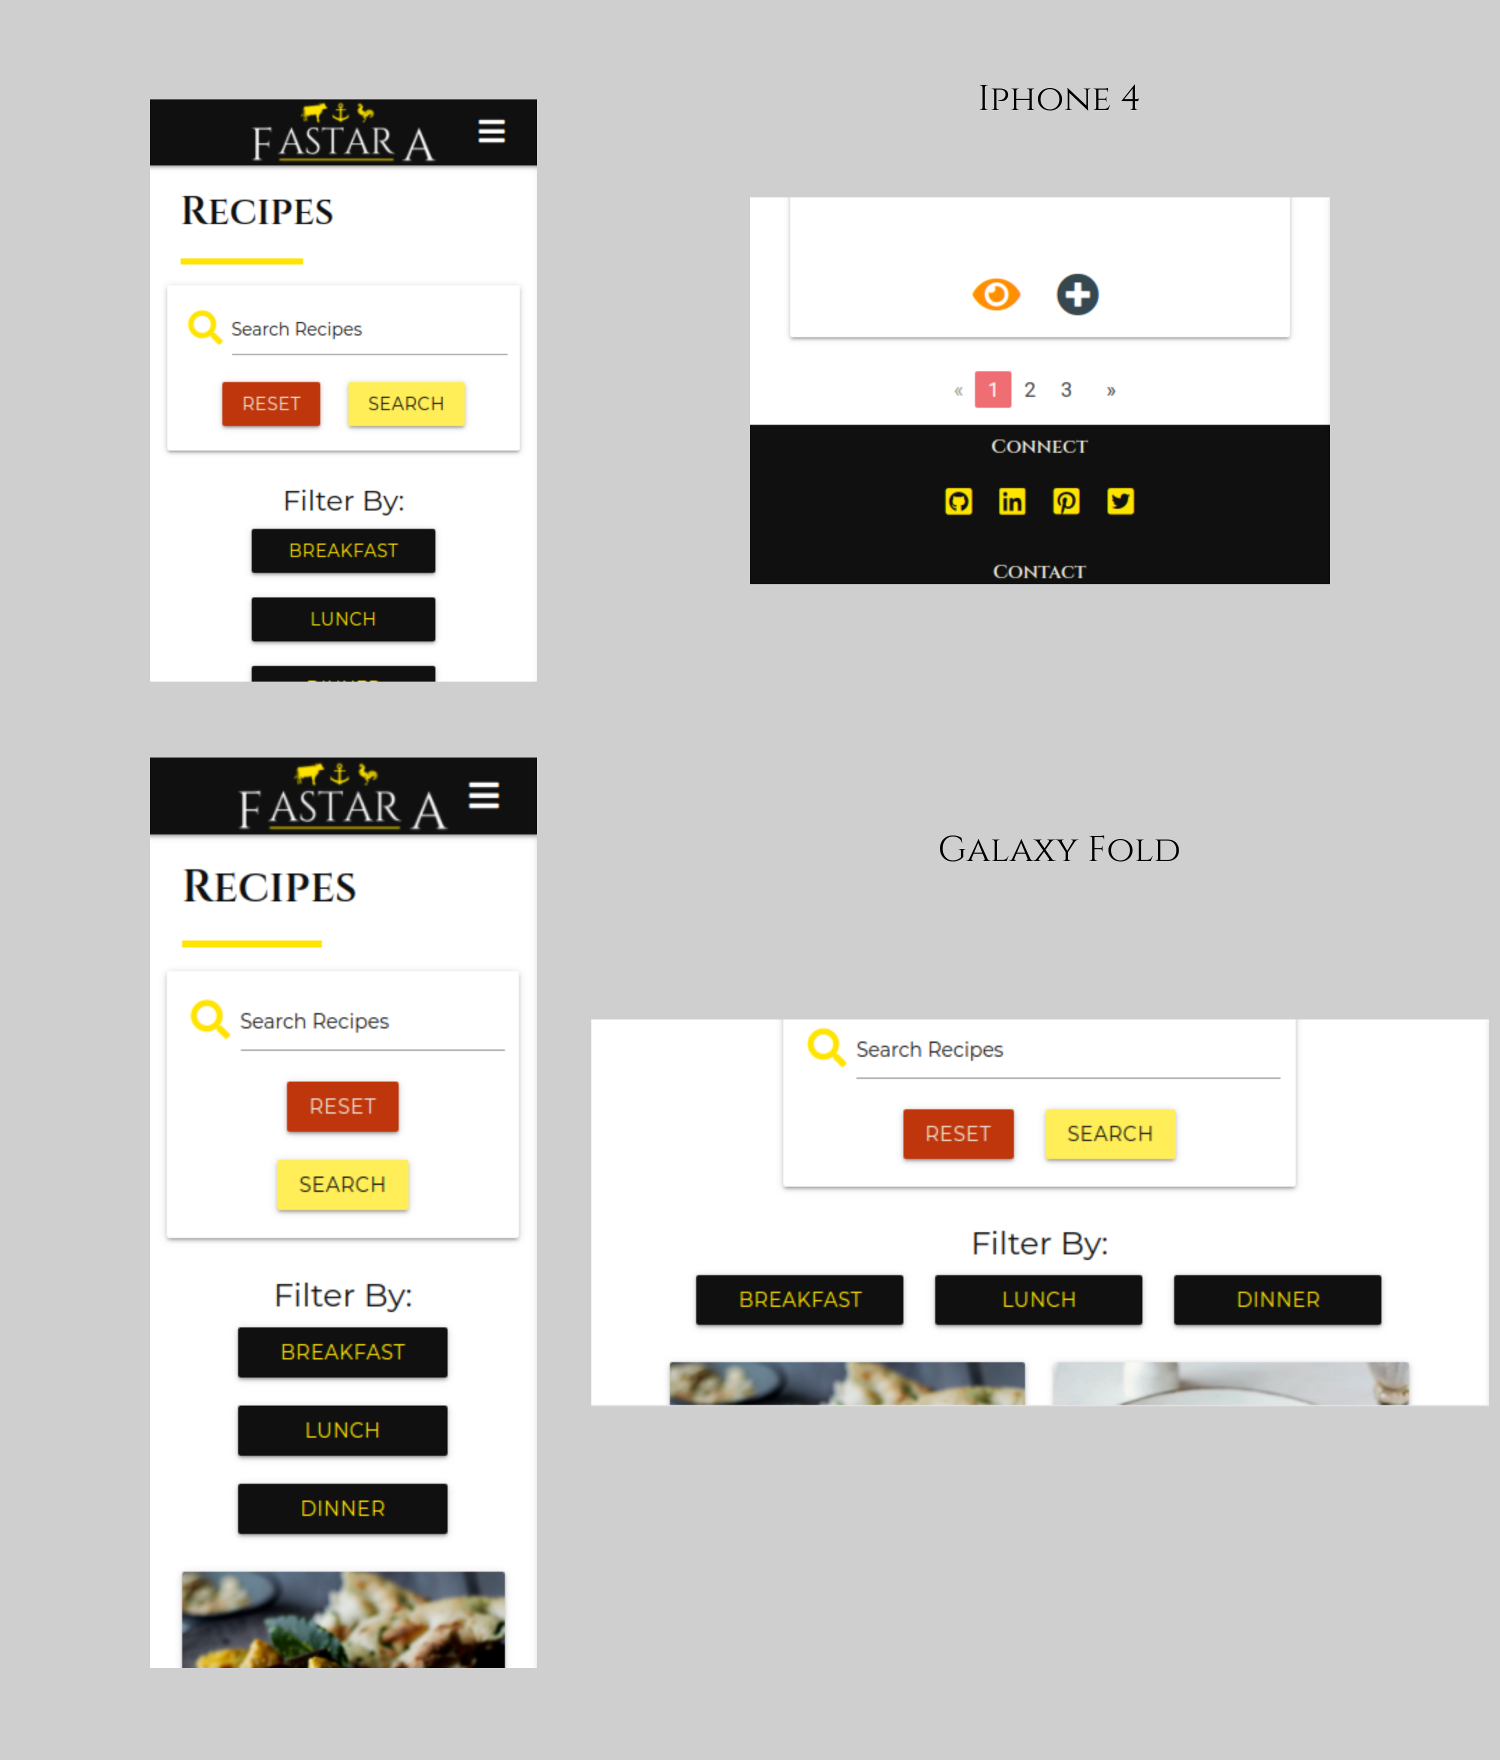 IPHONE 4
FASTARA
RECIPES
Search Recipes
RESET SEARCH
Filter By:
BREAKFAST
LUNCH
DINNER
« 1 2 3 »
CONNECT
CONTACT
GALAXY FOLD
FASTARA
RECIPES
Search Recipes
RESET
SEARCH
Filter By:
BREAKFAST
LUNCH
DINNER
Search Recipes
RESET SEARCH
Filter By:
BREAKFAST LUNCH DINNER